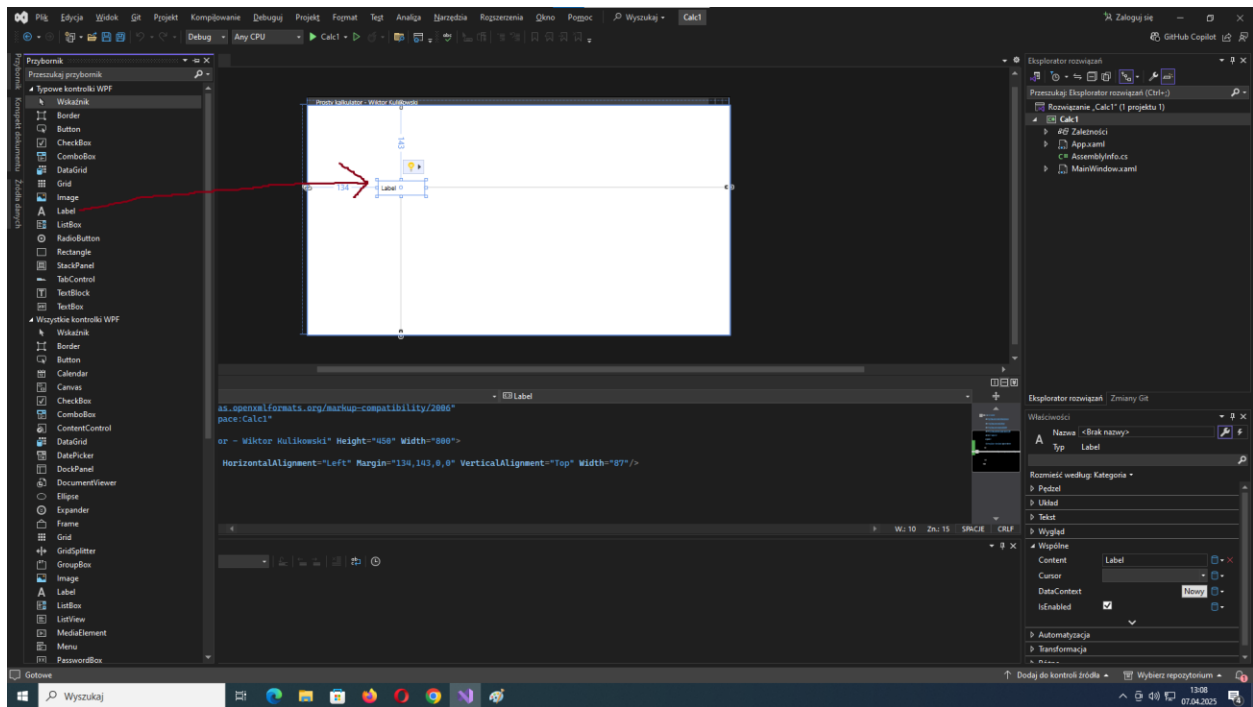 Plik Edycja Widok Git Projekt Kompilowanie Debuguj Projekt Format Test Analiza Narzędzia Rozszerzenia Okno Pomoc Wyszukaj Calc1 Zaloguj się
Debug Any CPU Calc1 GitHub Copilot
Przybornik
Konspekt dokumentu
Źródła danych
Przybornik
Przeszukaj przybornik
Typowe kontrolki WPF
Wskaźnik
Border
Button
CheckBox
ComboBox
DataGrid
Grid
Image
Label
ListBox
RadioButton
Rectangle
StackPanel
TabControl
TextBlock
TextBox
Wszystkie kontrolki WPF
Wskaźnik
Border
Button
Calendar
Canvas
CheckBox
ComboBox
ContentControl
DataGrid
DatePicker
DockPanel
DocumentViewer
Ellipse
Expander
Frame
Grid
GridSplitter
GroupBox
Image
Label
ListBox
ListView
MediaElement
Menu
PasswordBox
Prosty kalkulator - Wiktor Kulikowski
143
134
Label
Label
as.openxmlformats.org/markup-compatibility/2006"
pace:Calc1"
or - Wiktor Kulikowski" Height="450" Width="800">
HorizontalAlignment="Left" Margin="134,143,0,0" VerticalAlignment="Top" Width="87"/>
W.: 10 Zn.: 15 SPACJE CRLF
Eksplorator rozwiązań
Przeszukaj: Eksplorator rozwiązań (Ctrl+;)
Rozwiązanie „Calc1" (1 projektu 1)
Calc1
Zależności
App.xaml
AssemblyInfo.cs
MainWindow.xaml
Eksplorator rozwiązań Zmiany Git
Właściwości
Nazwa <Brak nazwy>
Typ Label
Rozmieść według: Kategoria
Pędzel
Układ
Tekst
Wygląd
Wspólne
Content Label
Cursor
DataContext Nowy
IsEnabled
Automatyzacja
Transformacja
Gotowe Dodaj do kontroli źródła Wybierz repozytorium
Wyszukaj 13:08
07.04.2025